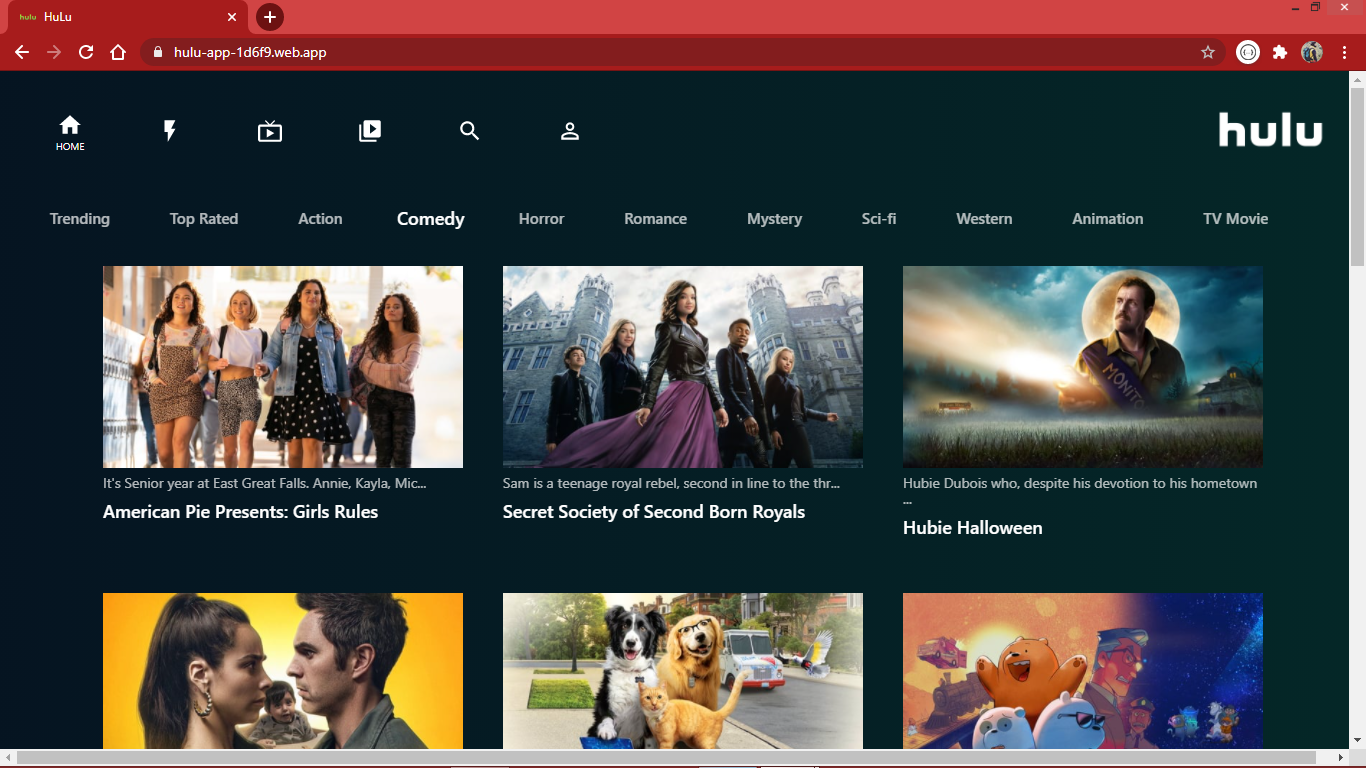 hulu HuLu
hulu-app-1d6f9.web.app
HOME
hulu
Trending Top Rated Action Comedy Horror Romance Mystery Sci-fi Western Animation TV Movie
MONITO
It's Senior year at East Great Falls. Annie, Kayla, Mic...
American Pie Presents: Girls Rules
Sam is a teenage royal rebel, second in line to the thr...
Secret Society of Second Born Royals
Hubie Dubois who, despite his devotion to his hometown
...
Hubie Halloween